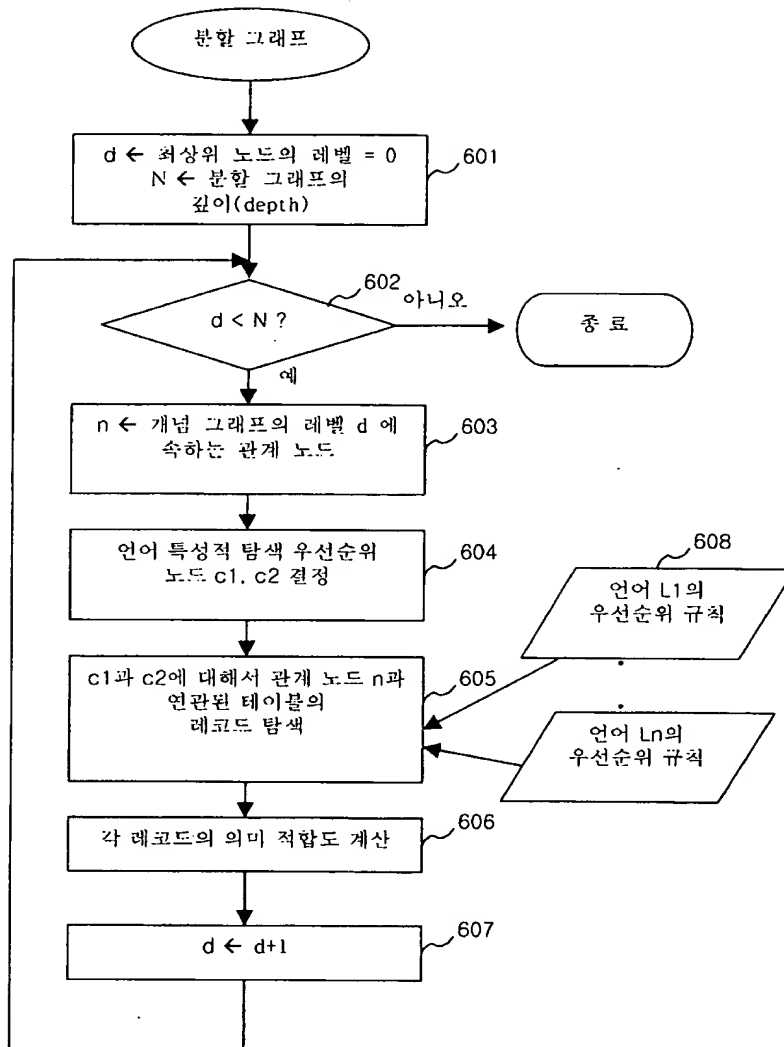 분할 그래프
d ← 최상위 노드의 레벨 = 0
N ← 분할 그래프의
깊이(depth)
601
602
d < N ?
아니오
종 료
예
n ← 개념 그래프의 레벨 d 에
속하는 관계 노드
603
언어 특성적 탐색 우선순위
노드 c1, c2 결정
604
608
언어 L1의
우선순위 규칙
c1과 c2에 대해서 관계 노드 n과
연관된 테이블의
레코드 탐색
605
언어 Ln의
우선순위 규칙
각 레코드의 의미 적합도 계산
606
d ← d+1
607